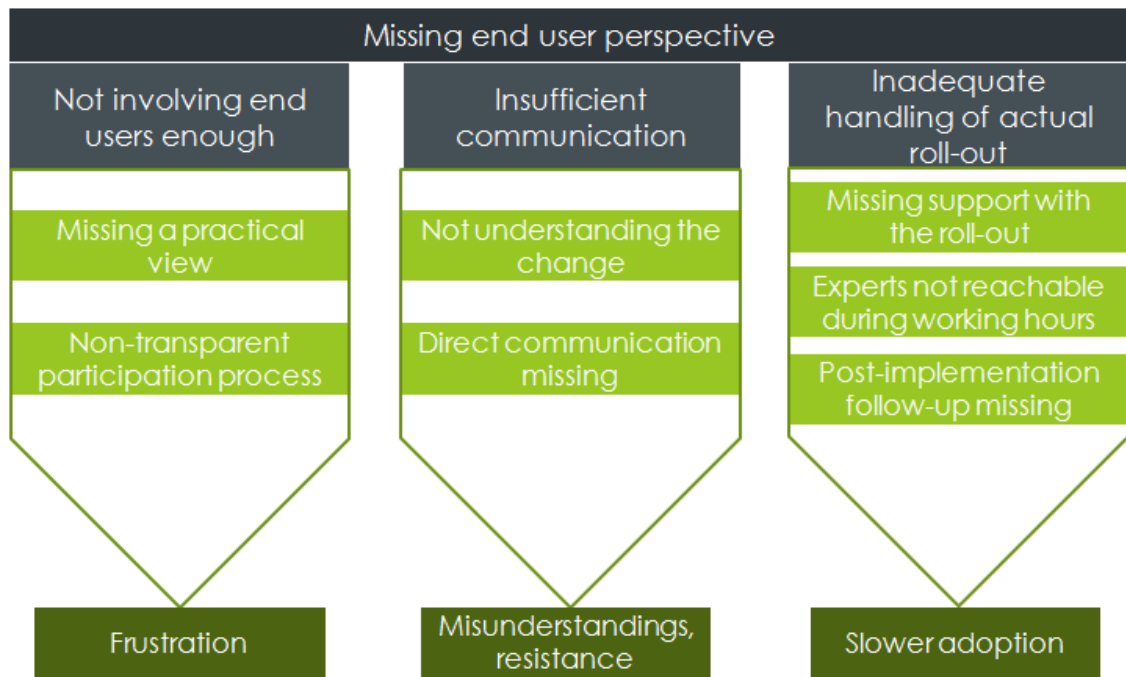 Missing end user perspective
Not involving end
users enough
Missing a practical
view
Non-transparent
participation process
Frustration
Insufficient
communication
Not understanding the
change
Direct communication
missing
Misunderstandings,
resistance
Inadequate
handling of actual
roll-out
Missing support with
the roll-out
Experts not reachable
during working hours
Post-implementation
follow-up missing
Slower adoption